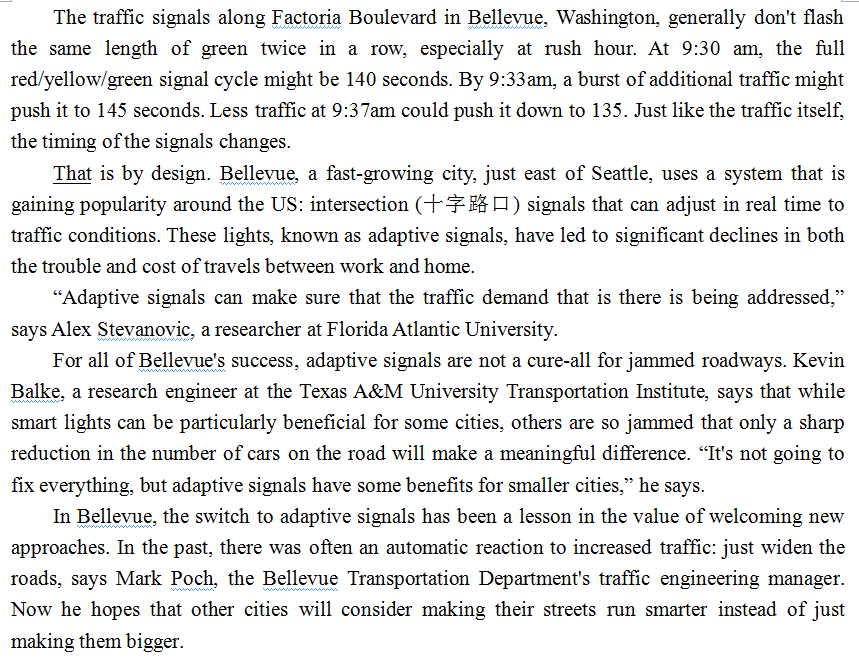 The traffic signals along Factoria Boulevard in Bellevue, Washington, generally don't flash
the same length of green twice in a row, especially at rush hour. At 9:30 am, the full
red/yellow/green signal cycle might be 140 seconds. By 9:33am, a burst of additional traffic might
push it to 145 seconds. Less traffic at 9:37am could push it down to 135. Just like the traffic itself,
the timing of the signals changes.
That is by design. Bellevue, a fast-growing city, just east of Seattle, uses a system that is
gaining popularity around the US: intersection (十字路口) signals that can adjust in real time to
traffic conditions. These lights, known as adaptive signals, have led to significant declines in both
the trouble and cost of travels between work and home.
“Adaptive signals can make sure that the traffic demand that is there is being addressed,”
says Alex Stevanovic, a researcher at Florida Atlantic University.
For all of Bellevue's success, adaptive signals are not a cure-all for jammed roadways. Kevin
Balke, a research engineer at the Texas A&M University Transportation Institute, says that while
smart lights can be particularly beneficial for some cities, others are so jammed that only a sharp
reduction in the number of cars on the road will make a meaningful difference. “It's not going to
fix everything, but adaptive signals have some benefits for smaller cities,” he says.
In Bellevue, the switch to adaptive signals has been a lesson in the value of welcoming new
approaches. In the past, there was often an automatic reaction to increased traffic: just widen the
roads, says Mark Poch, the Bellevue Transportation Department's traffic engineering manager.
Now he hopes that other cities will consider making their streets run smarter instead of just
making them bigger.